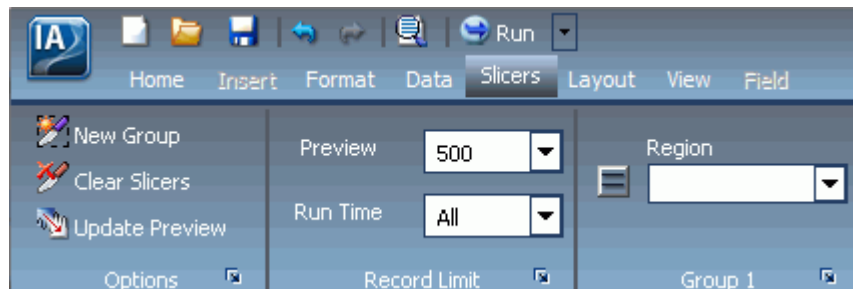 IA
Run
Home Insert Format Data Slicers Layout View Field
New Group
Clear Slicers
Update Preview
Options
Preview 500
Run Time All
Record Limit
Region
Group 1